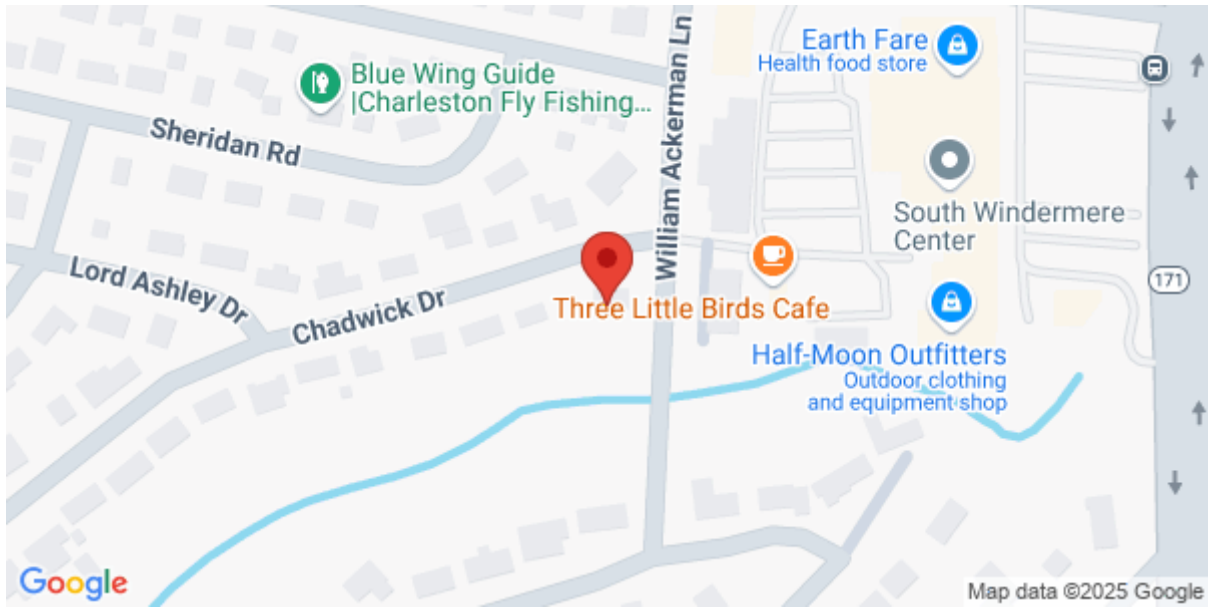 Earth Fare
Health food store
Blue Wing Guide
|Charleston Fly Fishing...
Sheridan Rd
William Ackerman Ln
South Windermere
Center
Lord Ashley Dr
Chadwick Dr
171
Three Little Birds Cafe
Half-Moon Outfitters
Outdoor clothing
and equipment shop
Google
Map data ©2025 Google